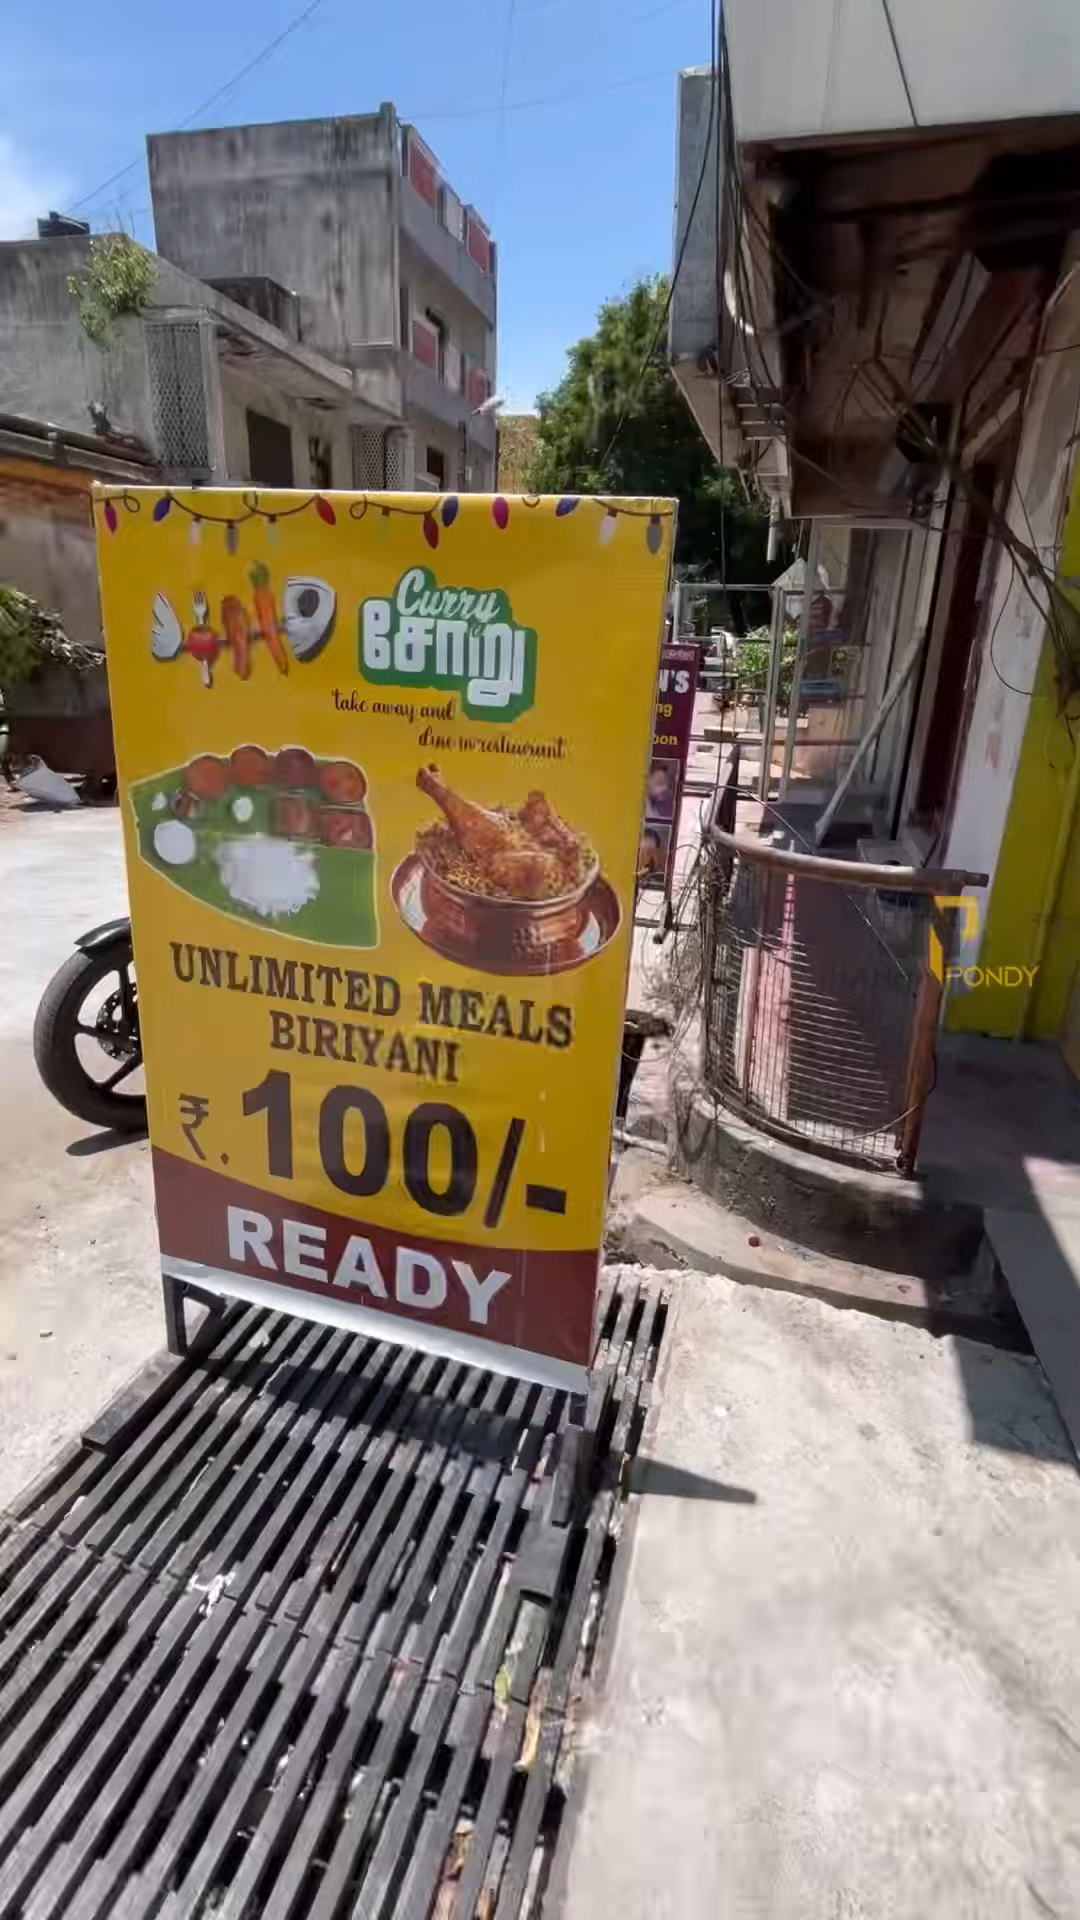 Curry
சோறு
take away and
dine in restaurant
UNLIMITED MEALS
BIRIYANI
₹. 100/-
READY
N'S
PONDY